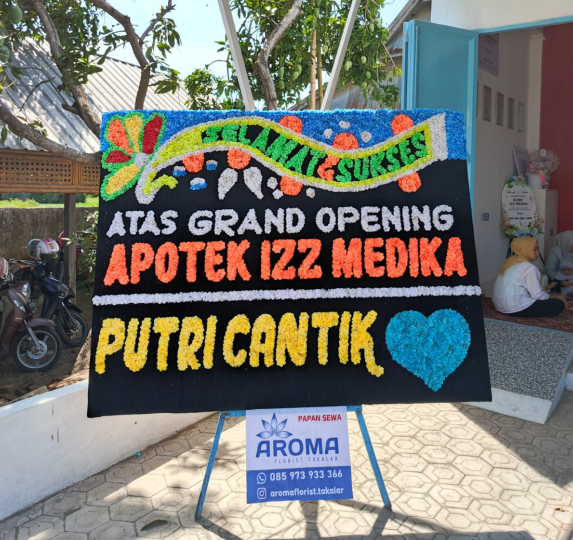 SELAMAT & SUKSES
ATAS GRAND OPENING
APOTEK IZZ MEDIKA
PUTRI CANTIK
PAPAN SEWA
AROMA
FLORIST.TAKALAR
085 973 933 366
aromaflorist.takalar